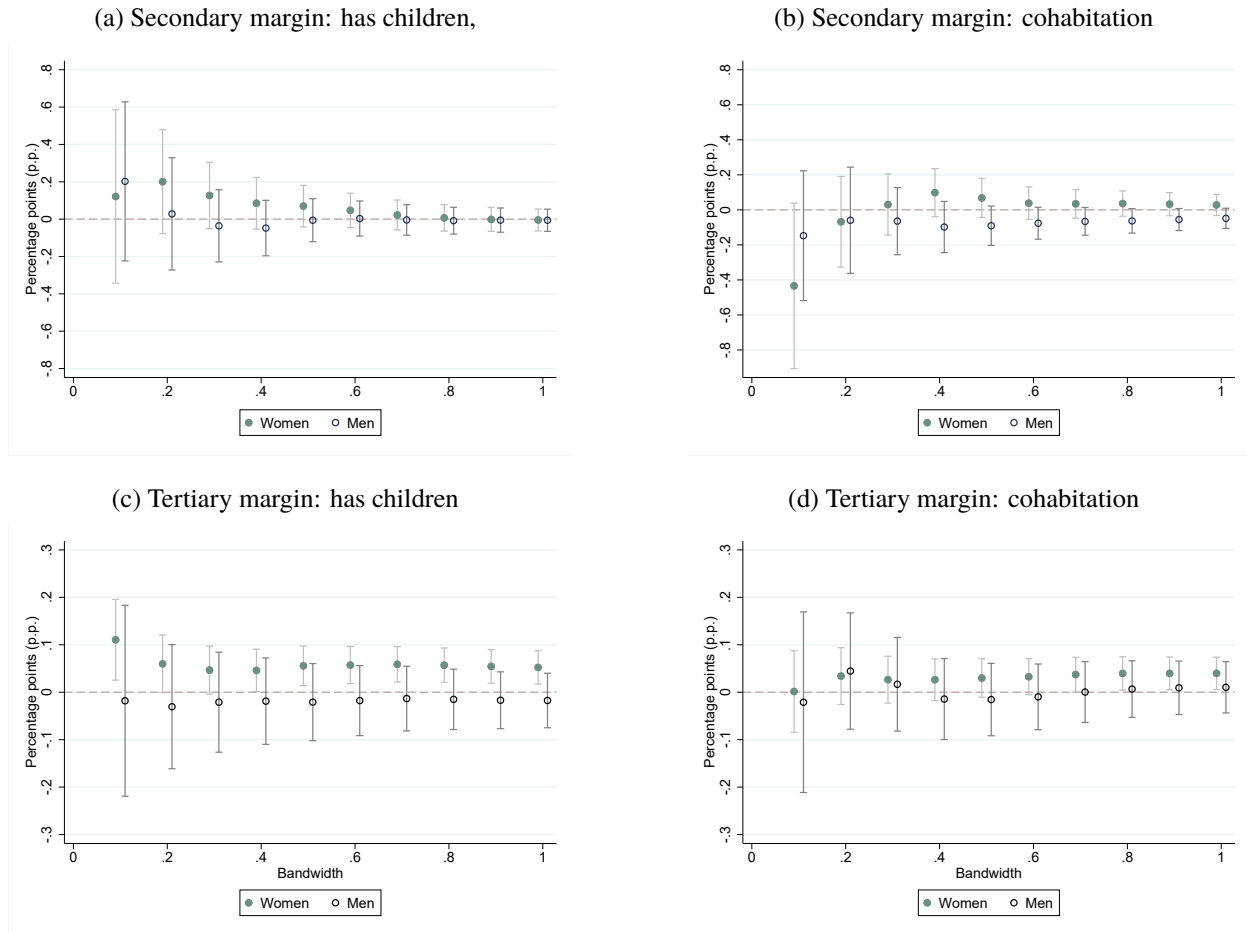 (a) Secondary margin: has children,
Percentage points (p.p.)
.8
.6
.4
.2
0
-.2
-.4
-.6
-.8
0 .2 .4 .6 .8 1
Women Men
(b) Secondary margin: cohabitation
Percentage points (p.p.)
.8
.6
.4
.2
0
-.2
-.4
-.6
-.8
0 .2 .4 .6 .8 1
Women Men
(c) Tertiary margin: has children
Percentage points (p.p.)
.3
.2
.1
0
-.1
-.2
-.3
0 .2 .4 .6 .8 1
Bandwidth
Women Men
(d) Tertiary margin: cohabitation
Percentage points (p.p.)
.3
.2
.1
0
-.1
-.2
-.3
0 .2 .4 .6 .8 1
Bandwidth
Women Men